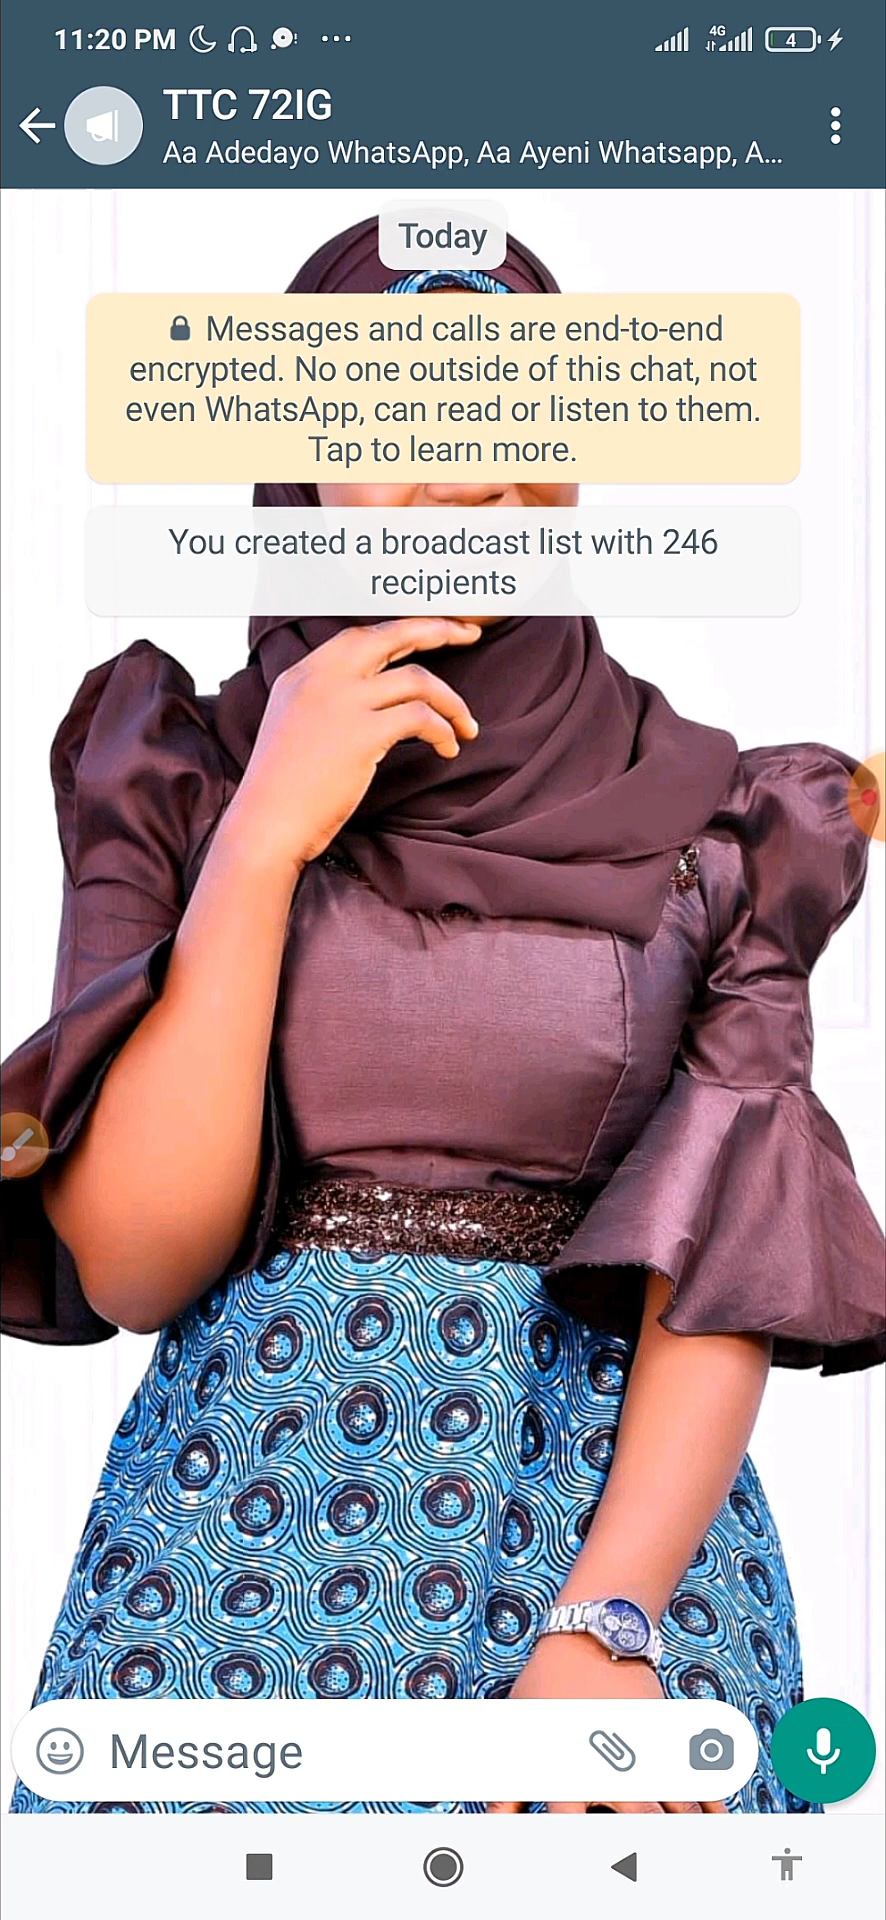 11:20 PM
4G
4
TTC 72IG
Aa Adedayo WhatsApp, Aa Ayeni Whatsapp, A...
Today
Messages and calls are end-to-end
encrypted. No one outside of this chat, not
even WhatsApp, can read or listen to them.
Tap to learn more.
You created a broadcast list with 246
recipients
Message